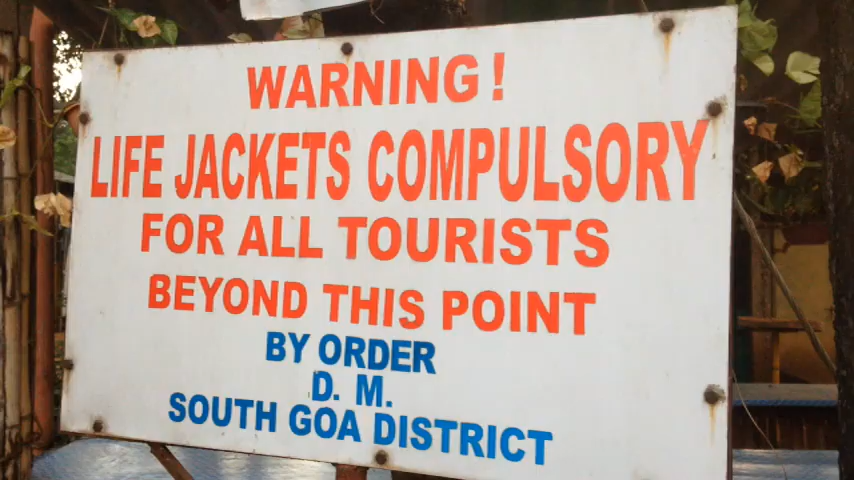 WARNING!
LIFE JACKETS COMPULSORY
FOR ALL TOURISTS
BEYOND THIS POINT
BY ORDER
D. M.
SOUTH GOA DISTRICT